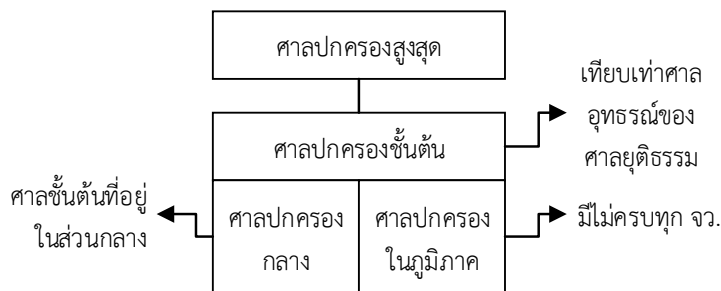 ศาลปกครองสูงสุด
เทียบเท่าศาล
อุทธรณ์ของ
ศาลยุติธรรม
ศาลปกครองชั้นต้น
ศาลชั้นต้นที่อยู่
ในส่วนกลาง
ศาลปกครอง
กลาง
ศาลปกครอง
ในภูมิภาค
มีไม่ครบทุก จว.